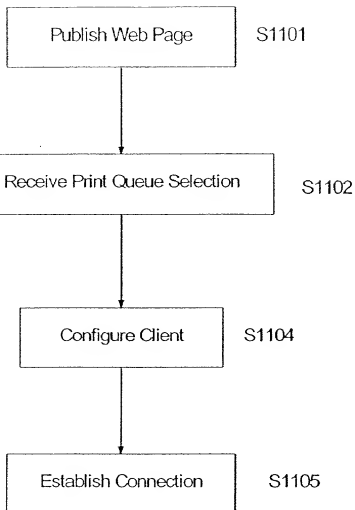 Publish Web Page S1101
Receive Print Queue Selection S1102
Configure Client S1104
Establish Connection S1105